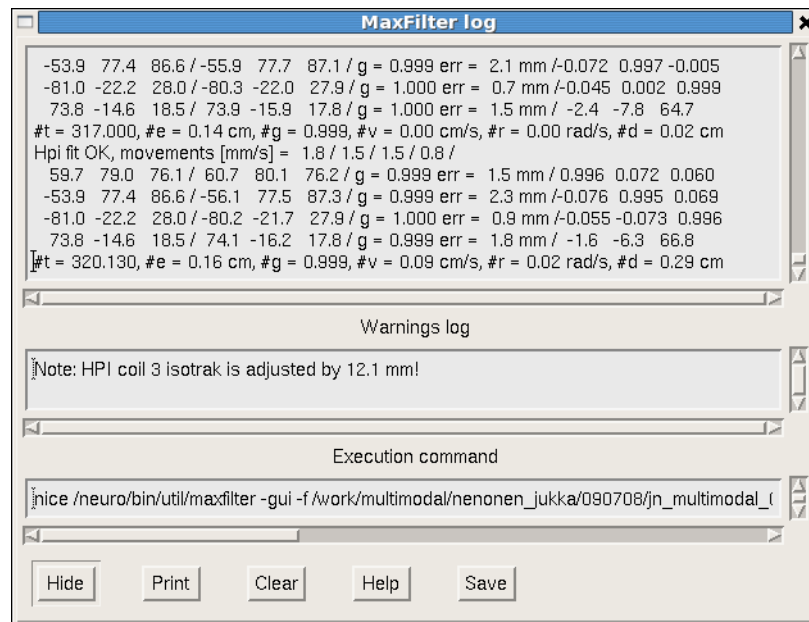 MaxFilter log
-53.9 77.4 86.6 / -55.9 77.7 87.1 / g = 0.999 err = 2.1 mm /-0.072 0.997 -0.005
-81.0 -22.2 28.0 /-80.3 -22.0 27.9 / g = 1.000 err = 0.7 mm /-0.045 0.002 0.999
73.8 -14.6 18.5 / 73.9 -15.9 17.8 / g = 0.999 err = 1.5 mm / -2.4 -7.8 64.7
#t = 317.000, #e = 0.14 cm, #g = 0.999, #v = 0.00 cm/s, #r = 0.00 rad/s, #d = 0.02 cm
Hpi fit OK, movements [mm/s] = 1.8 / 1.5 / 1.5 / 0.8 /
59.7 79.0 76.1 / 60.7 80.1 76.2 / g = 0.999 err = 1.5 mm / 0.996 0.072 0.060
-53.9 77.4 86.6 / -56.1 77.5 87.3 / g = 0.999 err = 2.3 mm /-0.076 0.995 0.069
-81.0 -22.2 28.0 / -80.2 -21.7 27.9 / g = 1.000 err = 0.9 mm /-0.055 -0.073 0.996
73.8 -14.6 18.5 / 74.1 -16.2 17.8 / g = 0.999 err = 1.8 mm / -1.6 -6.3 66.8
#t = 320.130, #e = 0.16 cm, #g = 0.999, #v = 0.09 cm/s, #r = 0.02 rad/s, #d = 0.29 cm
Warnings log
Note: HPI coil 3 isotrak is adjusted by 12.1 mm!
Execution command
nice /neuro/bin/util/maxfilter -gui -f /work/multimodal/nenonen_jukka/090708/jn_multimodal_
Hide Print Clear Help Save